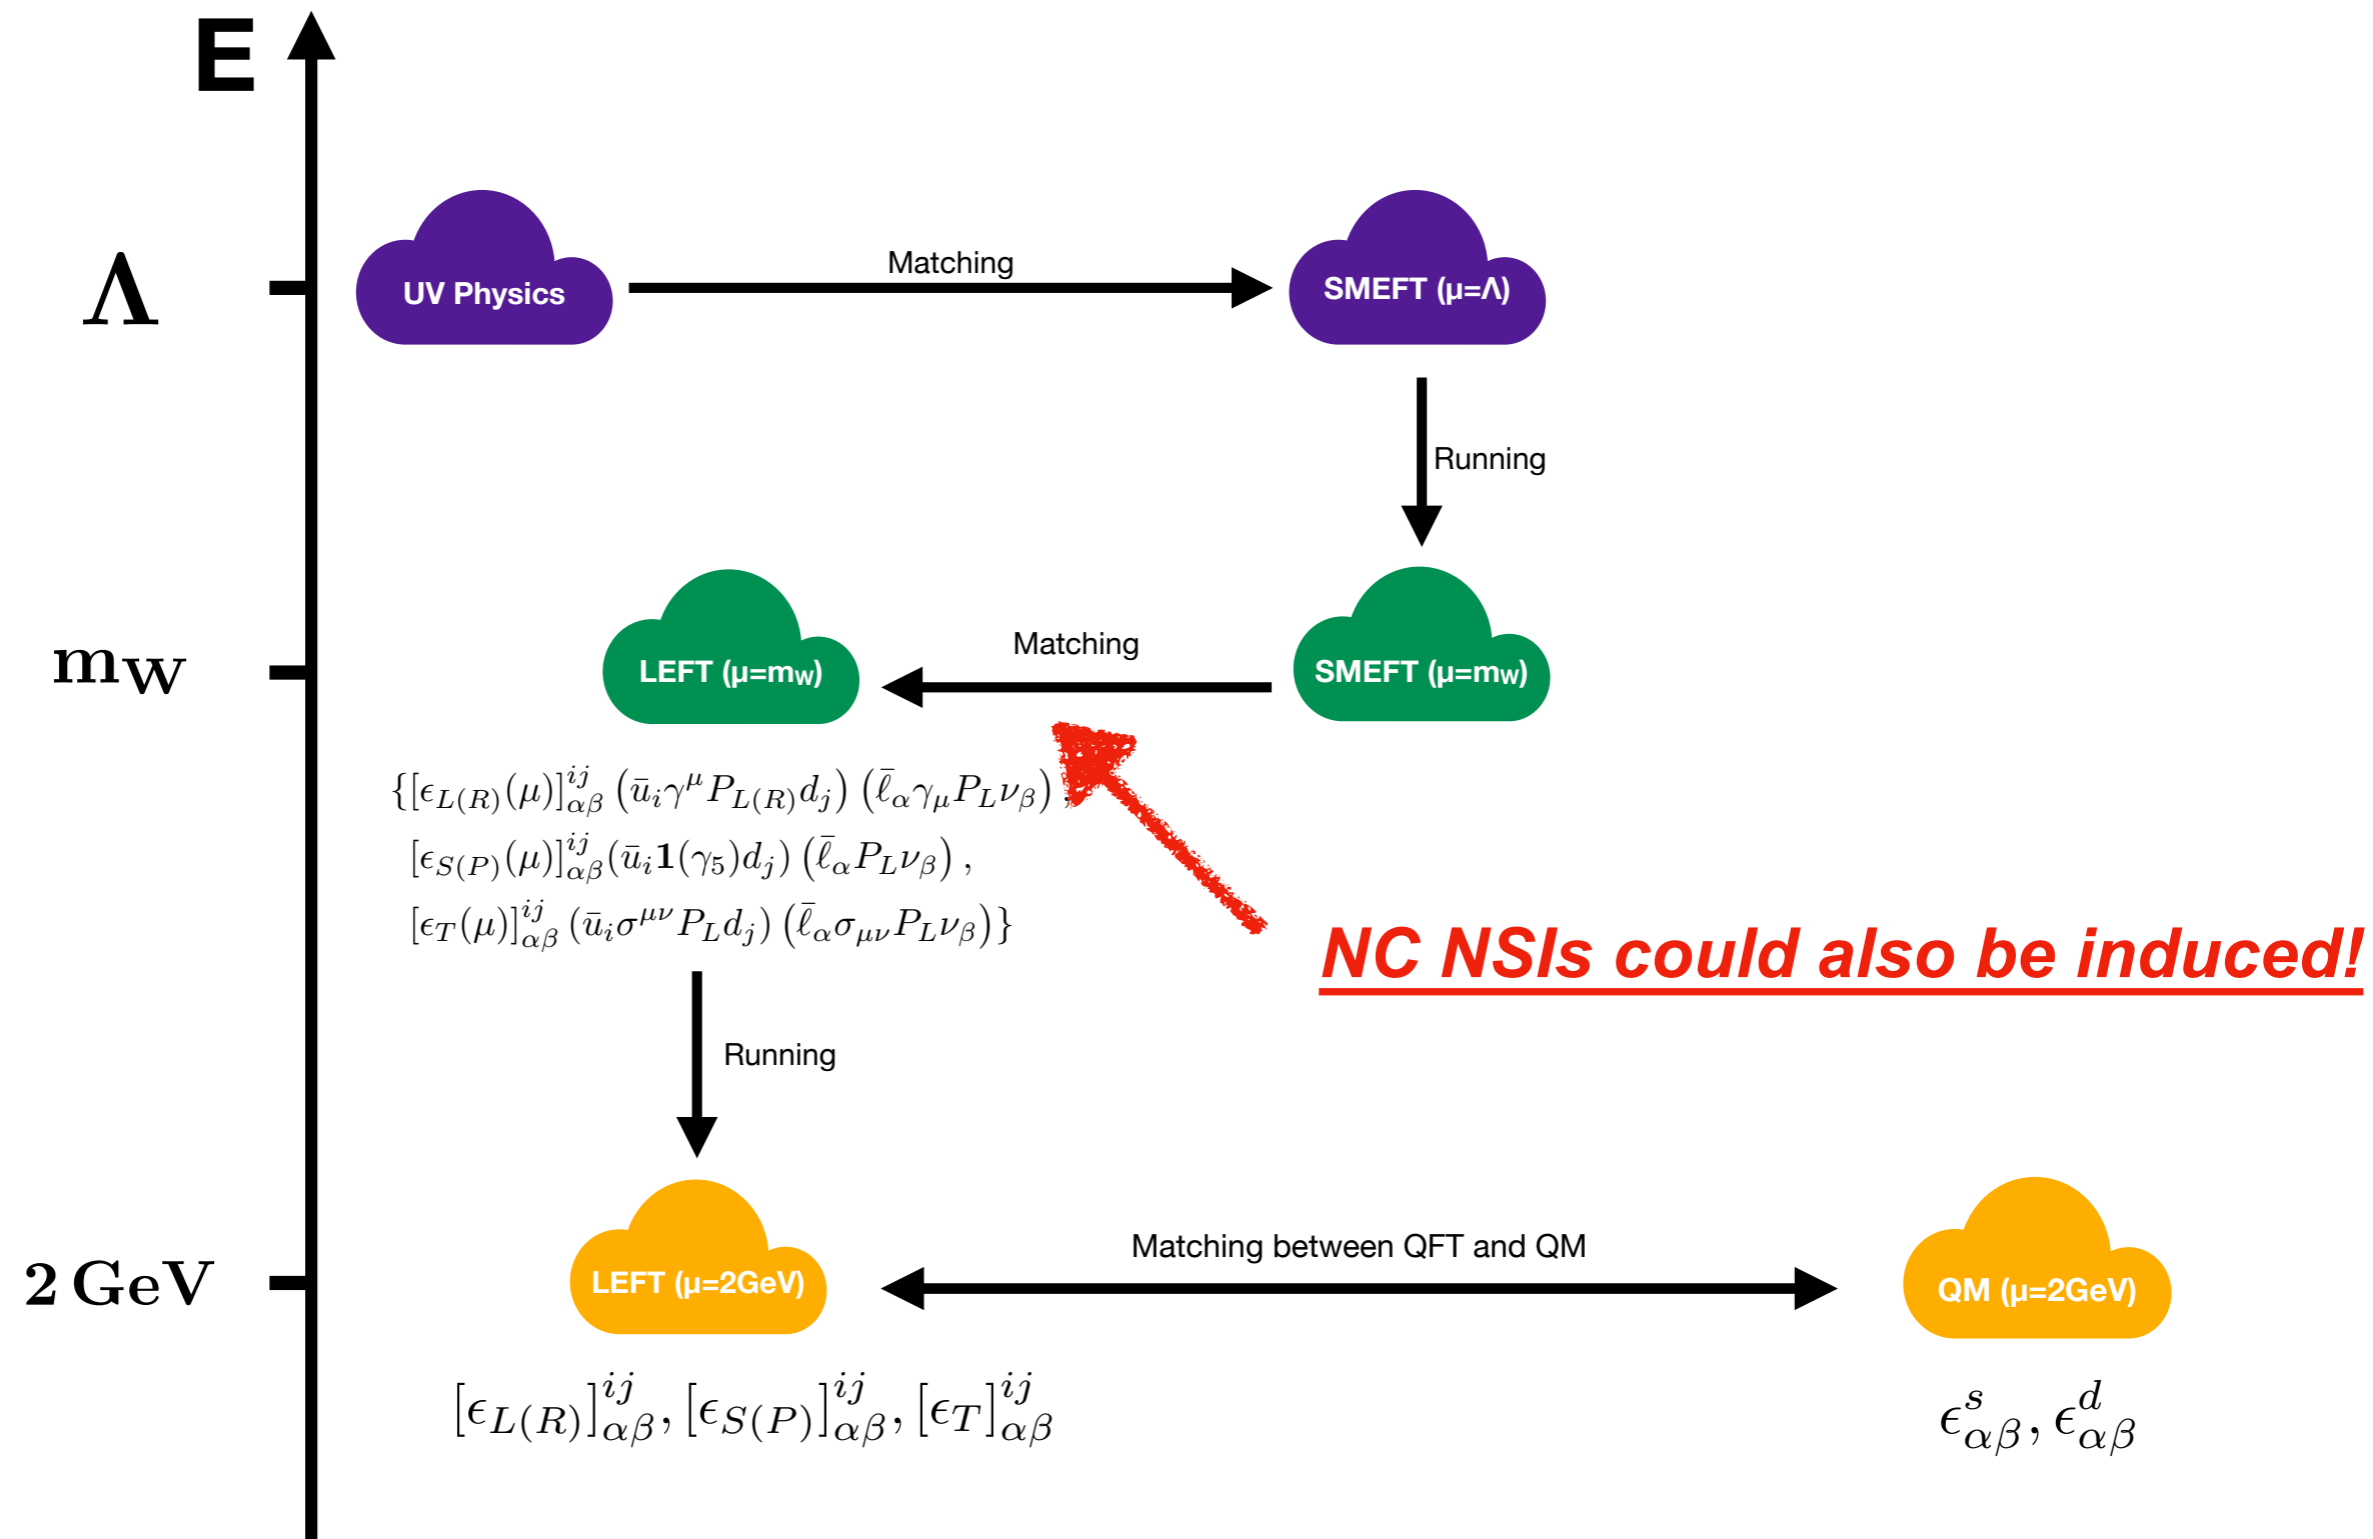 E
Λ
UV Physics
Matching
SMEFT (μ=Λ)
Running
m_W
LEFT (μ=m_W)
Matching
SMEFT (μ=m_W)
{[ϵ_{L(R)}(μ)]^{ij}_{αβ} (ū_i γ^μ P_{L(R)} d_j) (ℓ̄_α γ_μ P_L ν_β) ,
[ϵ_{S(P)}(μ)]^{ij}_{αβ} (ū_i 1(γ_5) d_j) (ℓ̄_α P_L ν_β) ,
[ϵ_T(μ)]^{ij}_{αβ} (ū_i σ^{μν} P_L d_j) (ℓ̄_α σ_{μν} P_L ν_β)}
NC NSIs could also be induced!
Running
2 GeV
LEFT (μ=2GeV)
Matching between QFT and QM
QM (μ=2GeV)
[ϵ_{L(R)}]^{ij}_{αβ}, [ϵ_{S(P)}]^{ij}_{αβ}, [ϵ_T]^{ij}_{αβ}
ϵ^s_{αβ}, ϵ^d_{αβ}